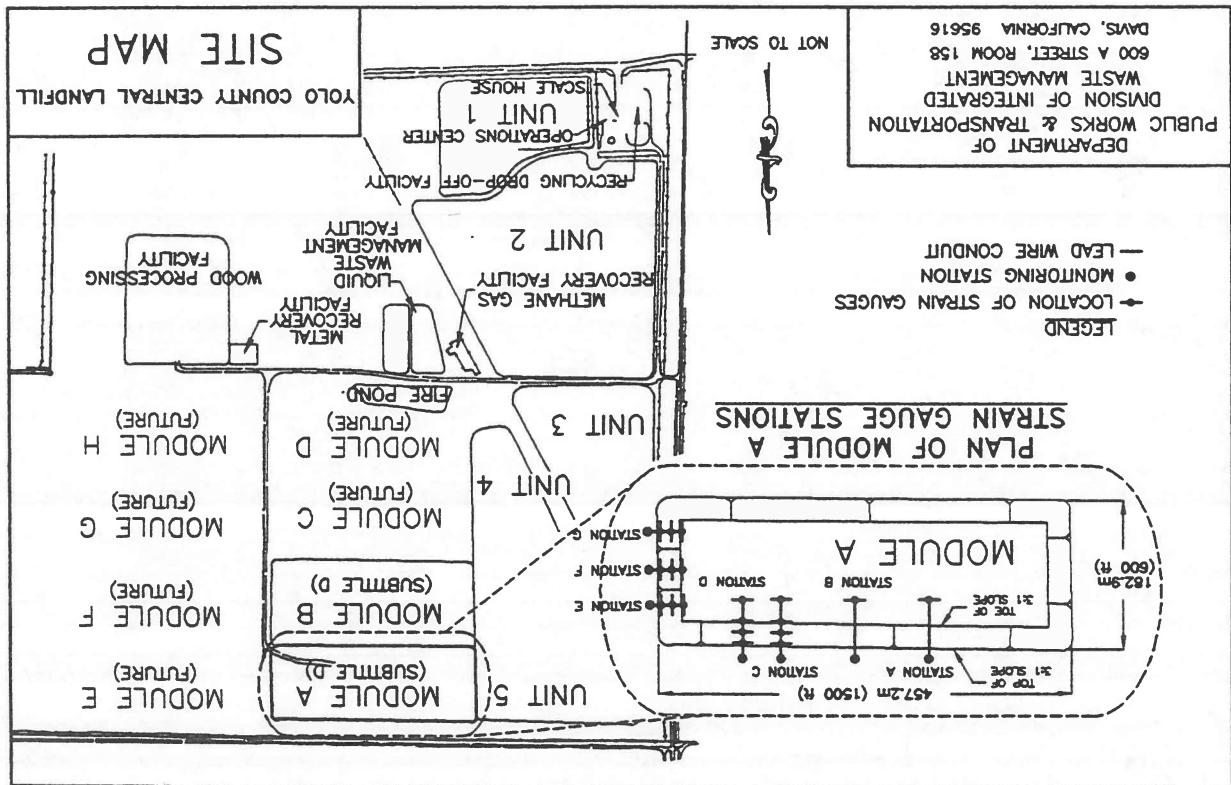 DEPARTMENT OF
PUBLIC WORKS & TRANSPORTATION
DIVISION OF INTEGRATED
WASTE MANAGEMENT
600 A STREET, ROOM 158
DAVIS, CALIFORNIA 95616
NOT TO SCALE
YOLO COUNTY CENTRAL LANDFILL
SITE MAP
LEGEND
LOCATION OF STRAIN GAUGES
MONITORING STATION
LEAD WIRE CONDUIT
PLAN OF MODULE A
STRAIN GAUGE STATIONS
457.2m (1500 ft)
182.9m
(600 ft)
TOP OF
3:1 SLOPE
TOE OF
3:1 SLOPE
STATION A
STATION B
STATION C
STATION D
STATION E
STATION F
STATION G
MODULE A
UNIT 5
MODULE A
(SUBTITLE D)
MODULE B
(SUBTITLE D)
MODULE C
(FUTURE)
MODULE D
(FUTURE)
MODULE E
(FUTURE)
MODULE F
(FUTURE)
MODULE G
(FUTURE)
MODULE H
(FUTURE)
UNIT 4
UNIT 3
FIRE POND.
METHANE GAS
RECOVERY FACILITY
LIQUID
WASTE
MANAGEMENT
FACILITY
METAL
RECOVERY
FACILITY
WOOD PROCESSING
FACILITY
UNIT 2
RECYCLING DROP-OFF FACILITY
OPERATIONS CENTER
UNIT 1
SCALE HOUSE